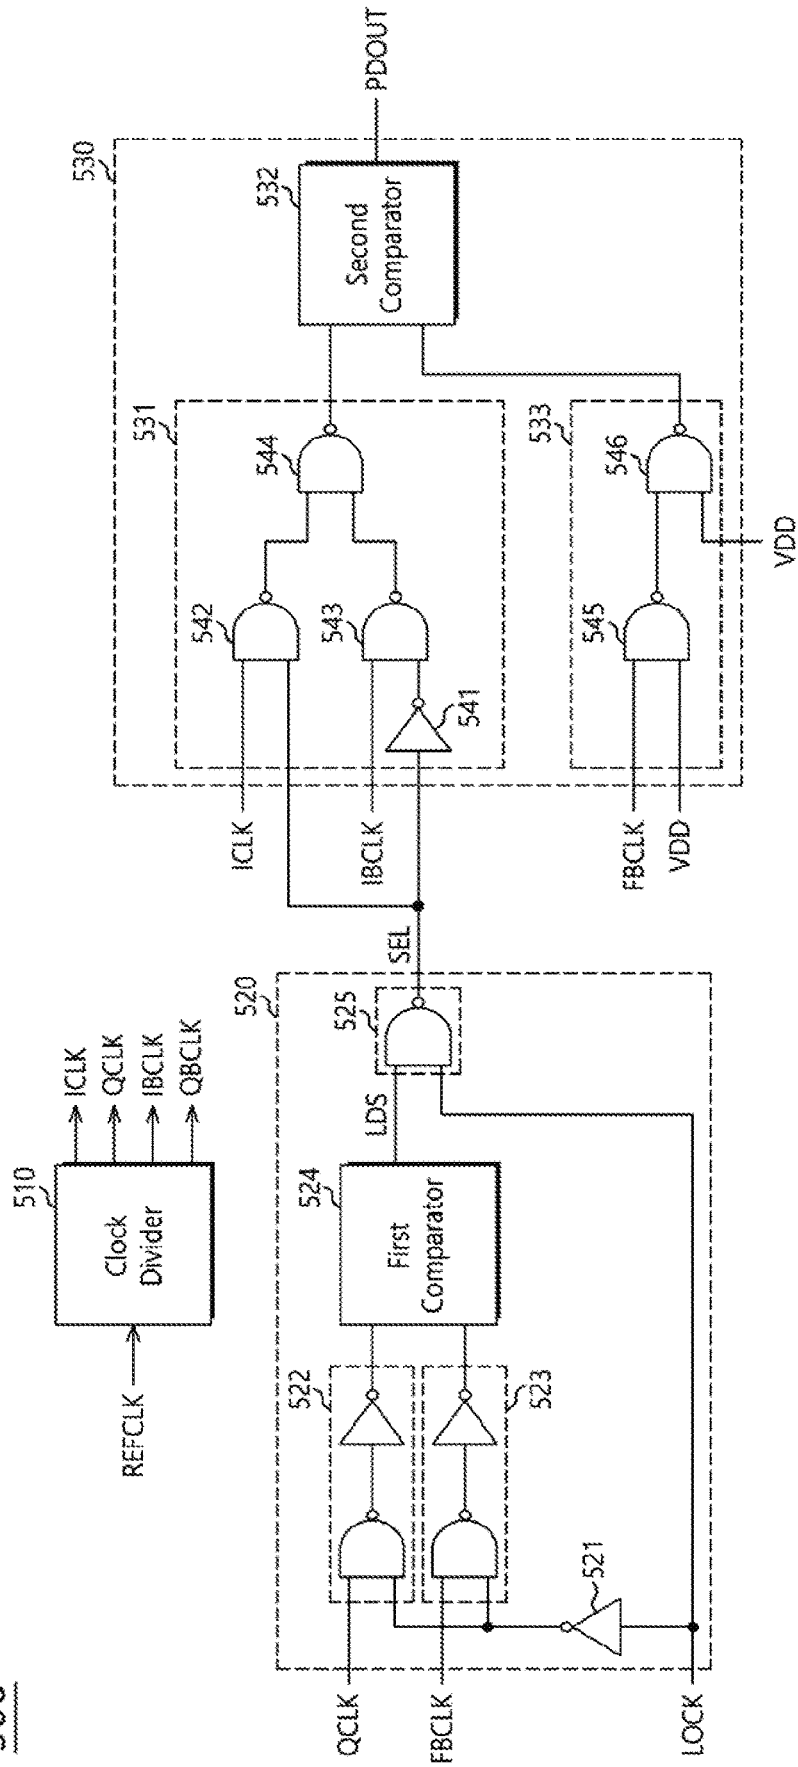 510
Clock
Divider
REFCLK
ICLK
QCLK
IBCLK
QBCLK
520
QCLK
FBCLK
LOCK
521
522
523
524
First
Comparator
LDS
525
SEL
530
ICLK
IBCLK
531
541
542
543
544
FBCLK
VDD
533
545
546
VDD
532
Second
Comparator
PDOUT